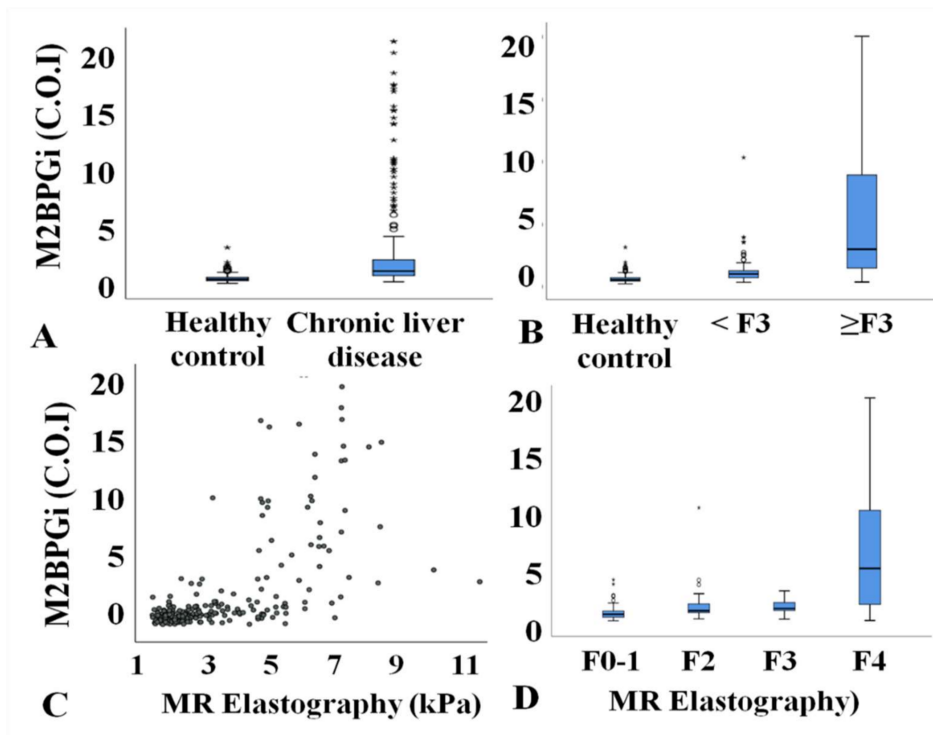 M2BPGi (C.O.I)
20
15
10
5
0
Healthy control
Chronic liver disease
A
M2BPGi (C.O.I)
20
15
10
5
0
Healthy control
< F3
≥F3
B
M2BPGi (C.O.I)
20
15
10
5
0
1 3 5 7 9 11
MR Elastography (kPa)
C
20
15
10
5
0
F0-1 F2 F3 F4
MR Elastography)
D